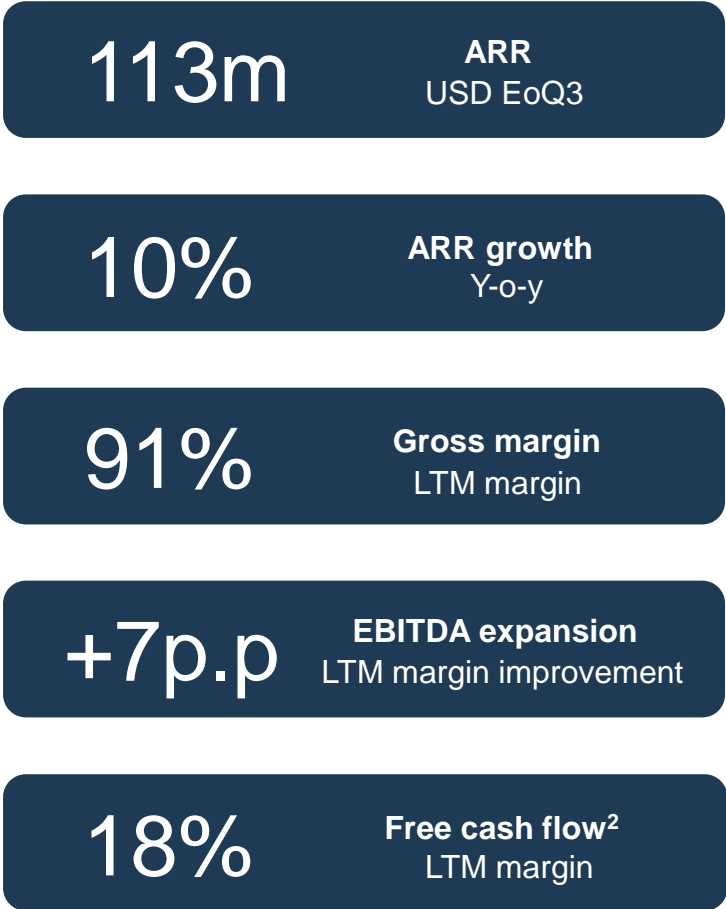 113m
ARR
USD EoQ3
10%
ARR growth
Y-o-y
91%
Gross margin
LTM margin
+7p.p
EBITDA expansion
LTM margin improvement
18%
Free cash flow²
LTM margin